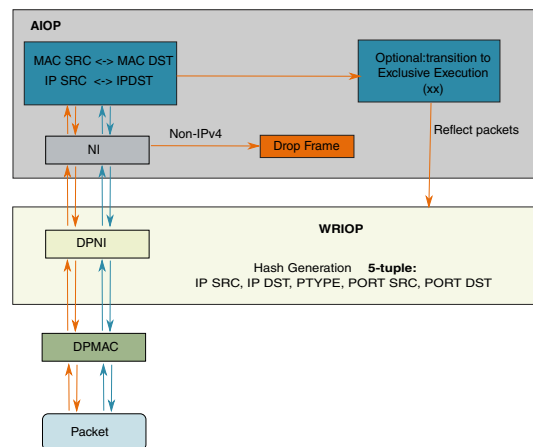 AIOP
MAC SRC <-> MAC DST
IP SRC <-> IPDST
Optional:transition to
Exclusive Execution
(xx)
Non-IPv4
Reflect packets
NI
Drop Frame
WRIOP
DPNI
Hash Generation 5-tuple:
IP SRC, IP DST, PTYPE, PORT SRC, PORT DST
DPMAC
Packet